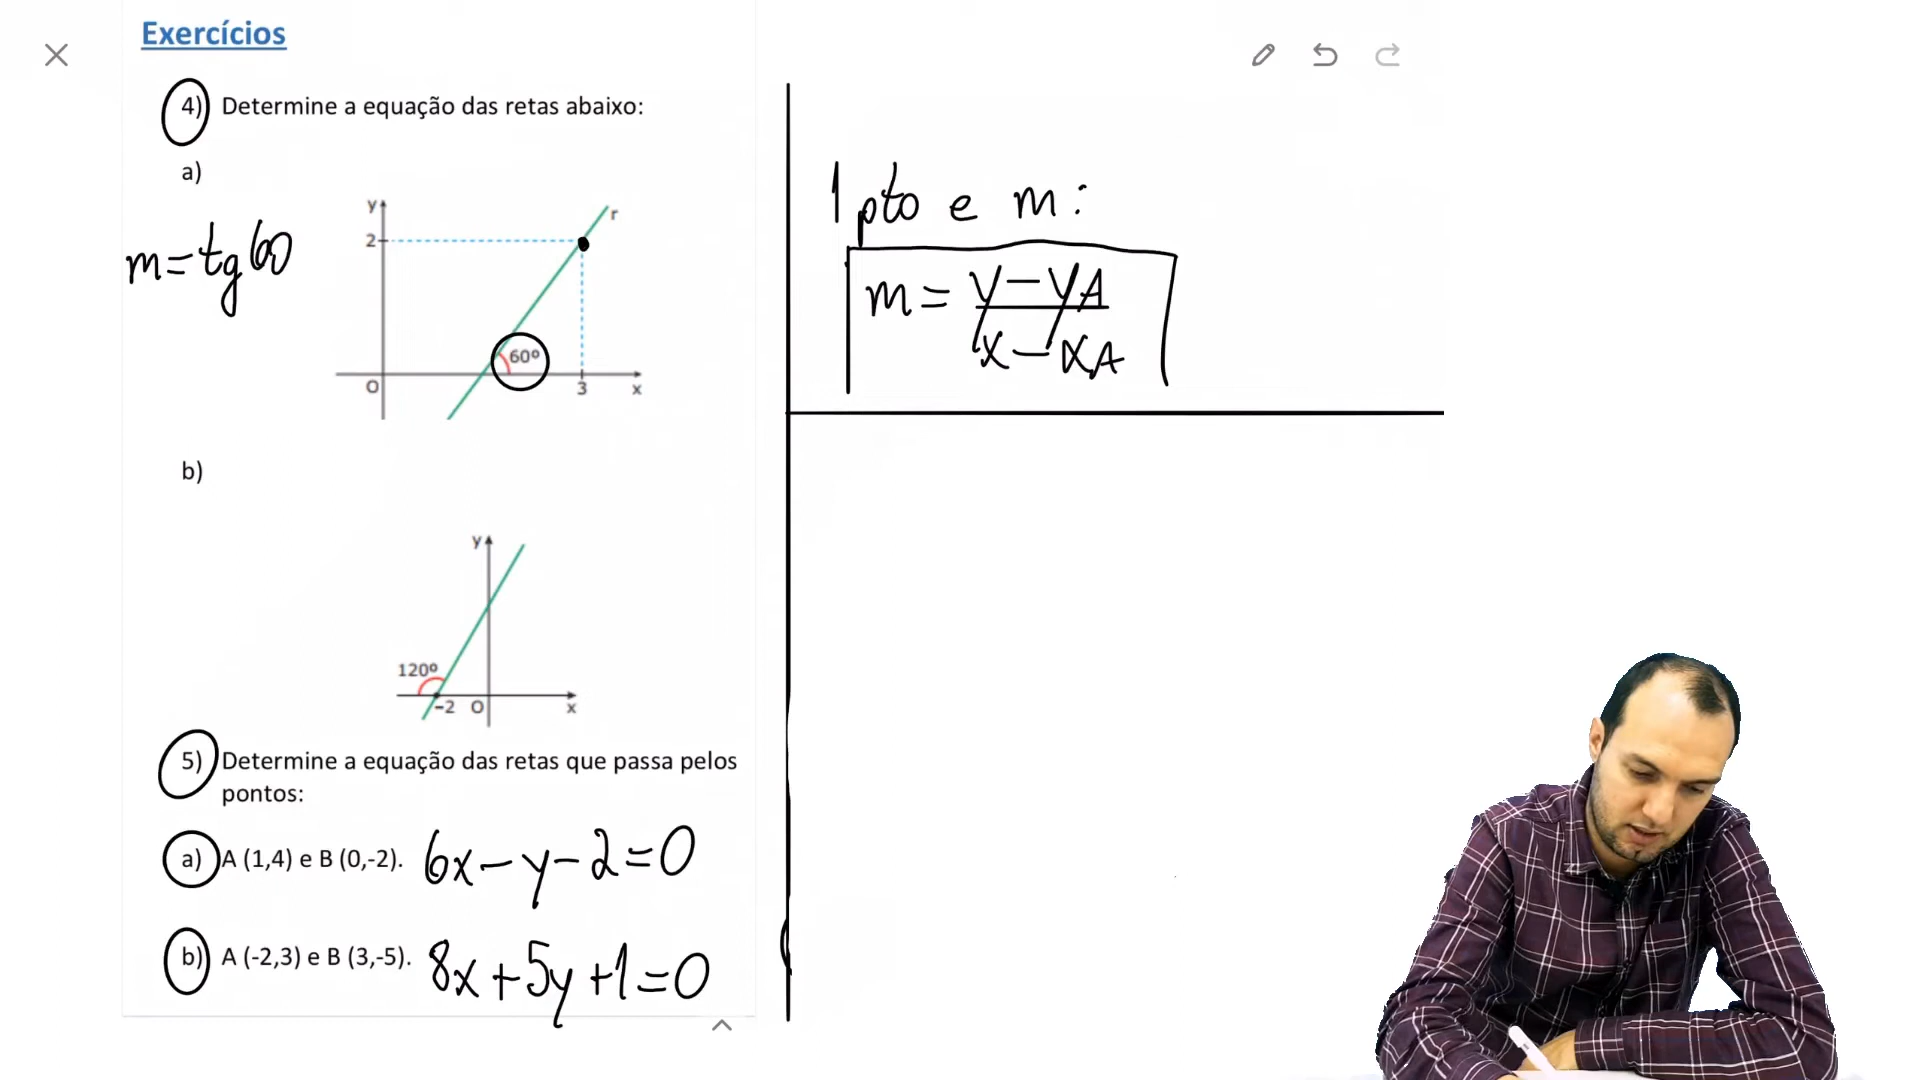 Exercícios
4) Determine a equação das retas abaixo:
a)
m = tg 60
y
2
r
60º
O
3
x
b)
y
120º
-2
O
x
5) Determine a equação das retas que passa pelos
pontos:
a) A (1,4) e B (0,-2). 6x - y - 2 = 0
b) A (-2,3) e B (3,-5). 8x + 5y + 1 = 0
1 pto e m:
m = y - yA
x - xA